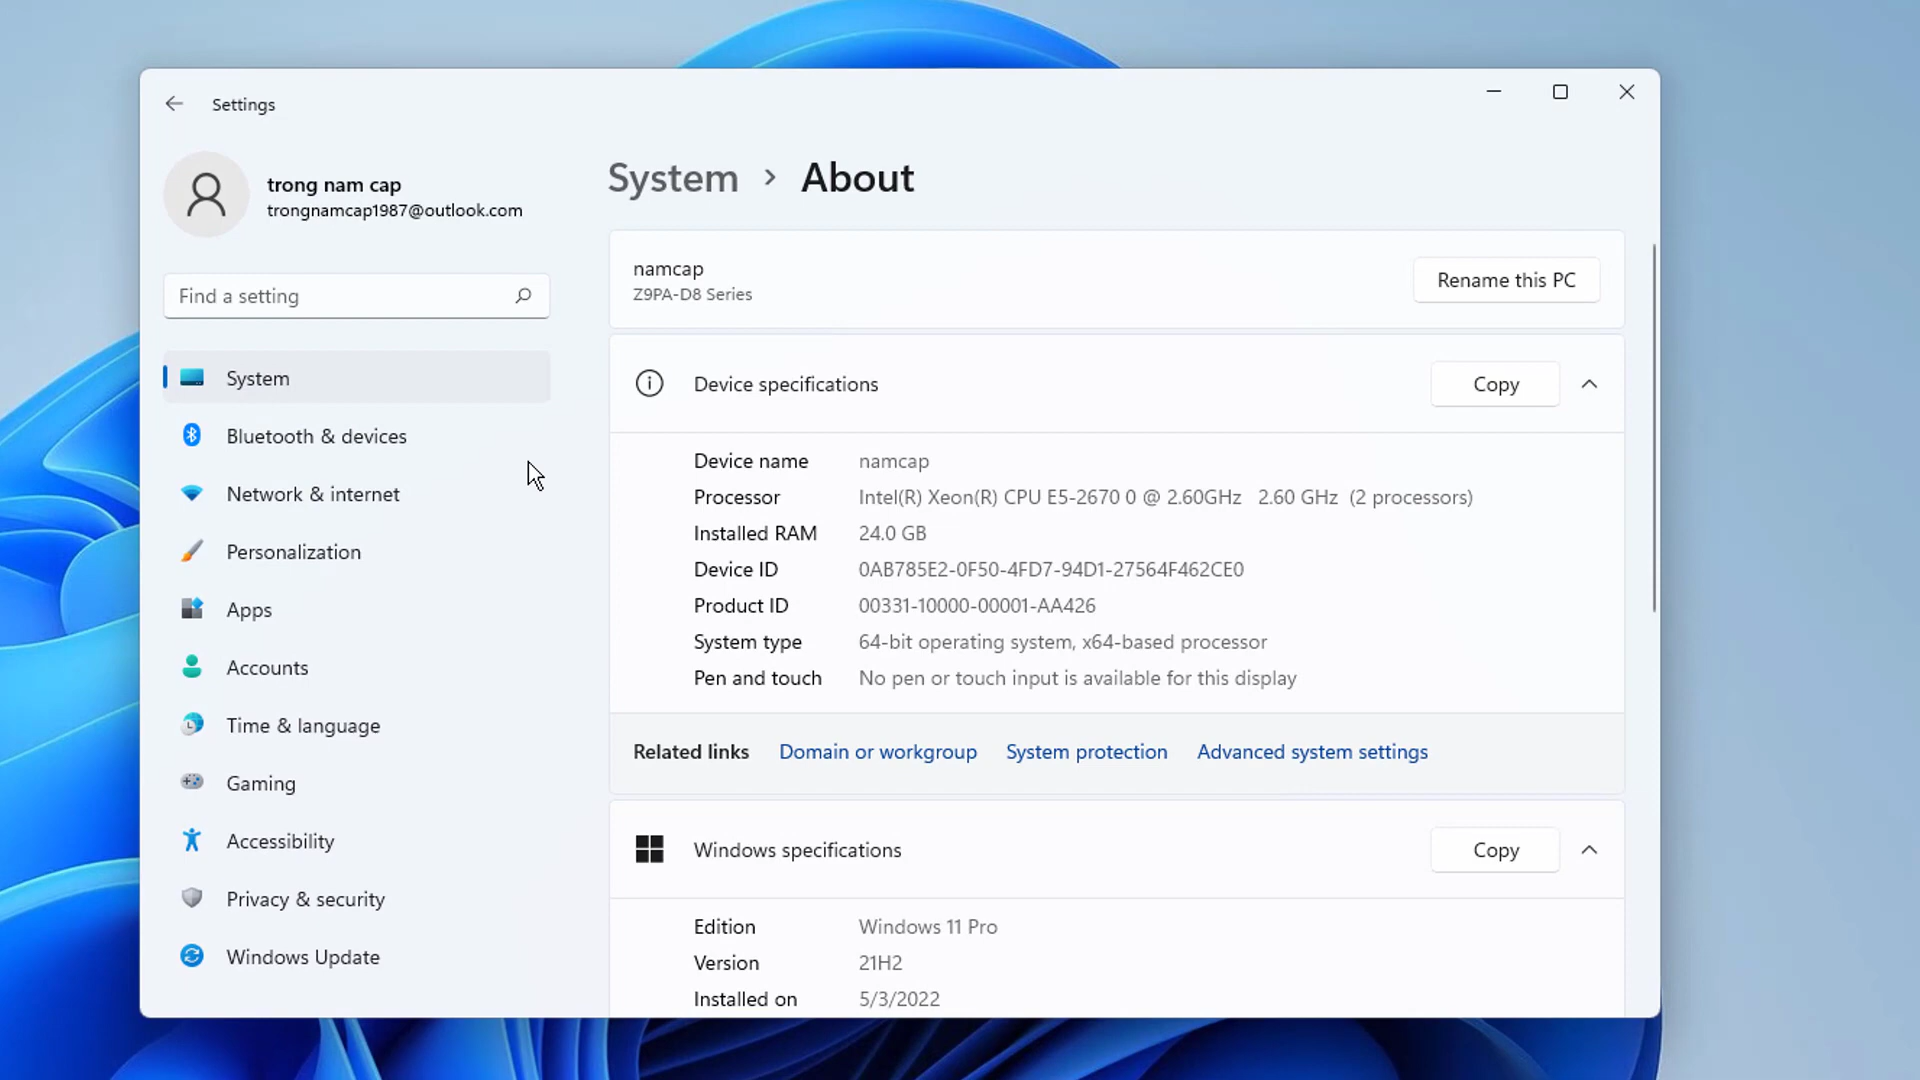 Settings
trong nam cap
trongnamcap1987@outlook.com
Find a setting
System
Bluetooth & devices
Network & internet
Personalization
Apps
Accounts
Time & language
Gaming
Accessibility
Privacy & security
Windows Update
System › About
namcap
Z9PA-D8 Series
Rename this PC
Device specifications Copy
Device name namcap
Processor Intel(R) Xeon(R) CPU E5-2670 0 @ 2.60GHz 2.60 GHz (2 processors)
Installed RAM 24.0 GB
Device ID 0AB785E2-0F50-4FD7-94D1-27564F462CE0
Product ID 00331-10000-00001-AA426
System type 64-bit operating system, x64-based processor
Pen and touch No pen or touch input is available for this display
Related links Domain or workgroup System protection Advanced system settings
Windows specifications Copy
Edition Windows 11 Pro
Version 21H2
Installed on 5/3/2022